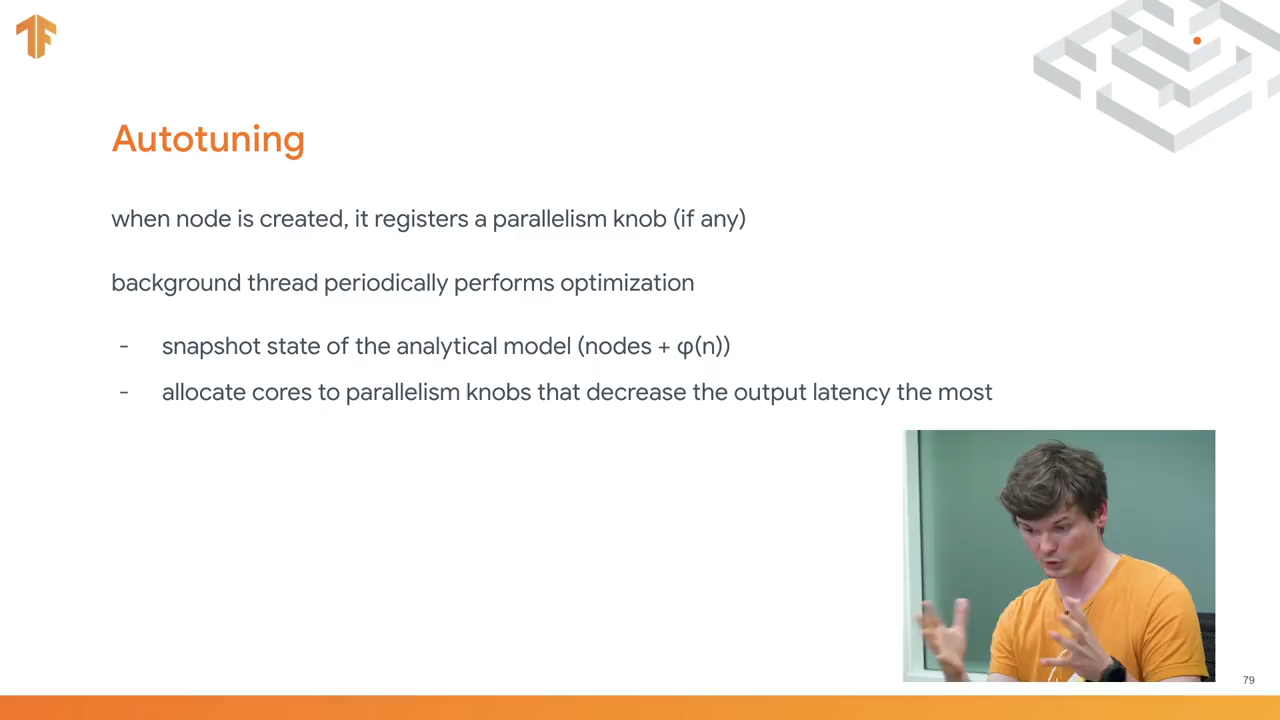 Autotuning
when node is created, it registers a parallelism knob (if any)
background thread periodically performs optimization
- snapshot state of the analytical model (nodes + φ(n))
- allocate cores to parallelism knobs that decrease the output latency the most
79